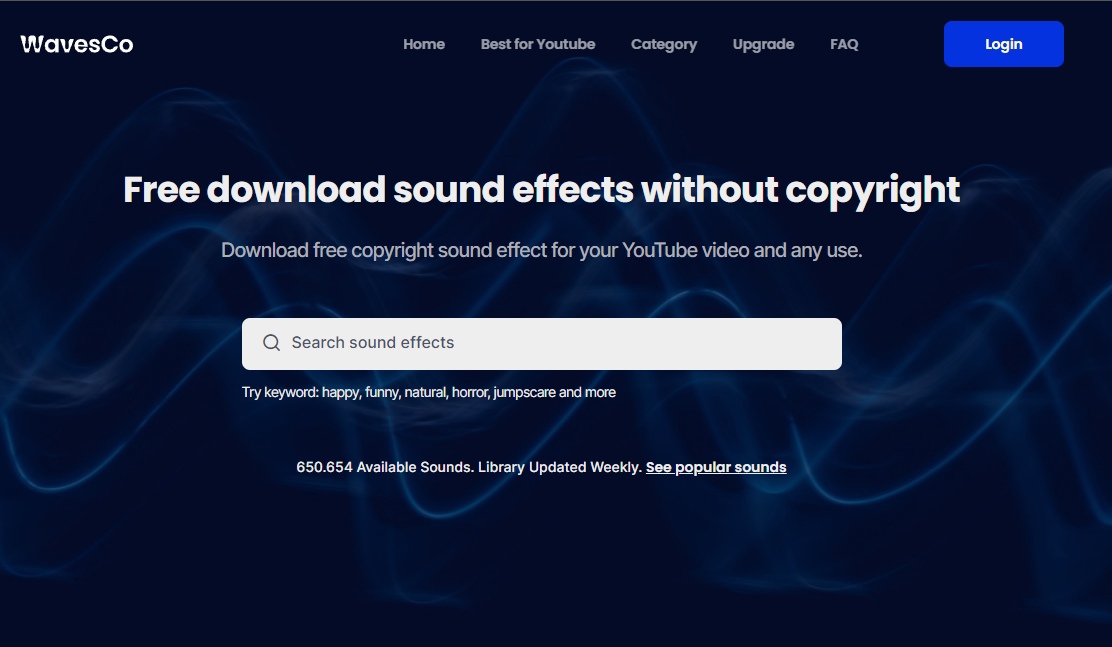 WavesCo
Home Best for Youtube Category Upgrade FAQ Login
Free download sound effects without copyright
Download free copyright sound effect for your YouTube video and any use.
Search sound effects
Try keyword: happy, funny, natural, horror, jumpscare and more
650.654 Available Sounds. Library Updated Weekly. See popular sounds